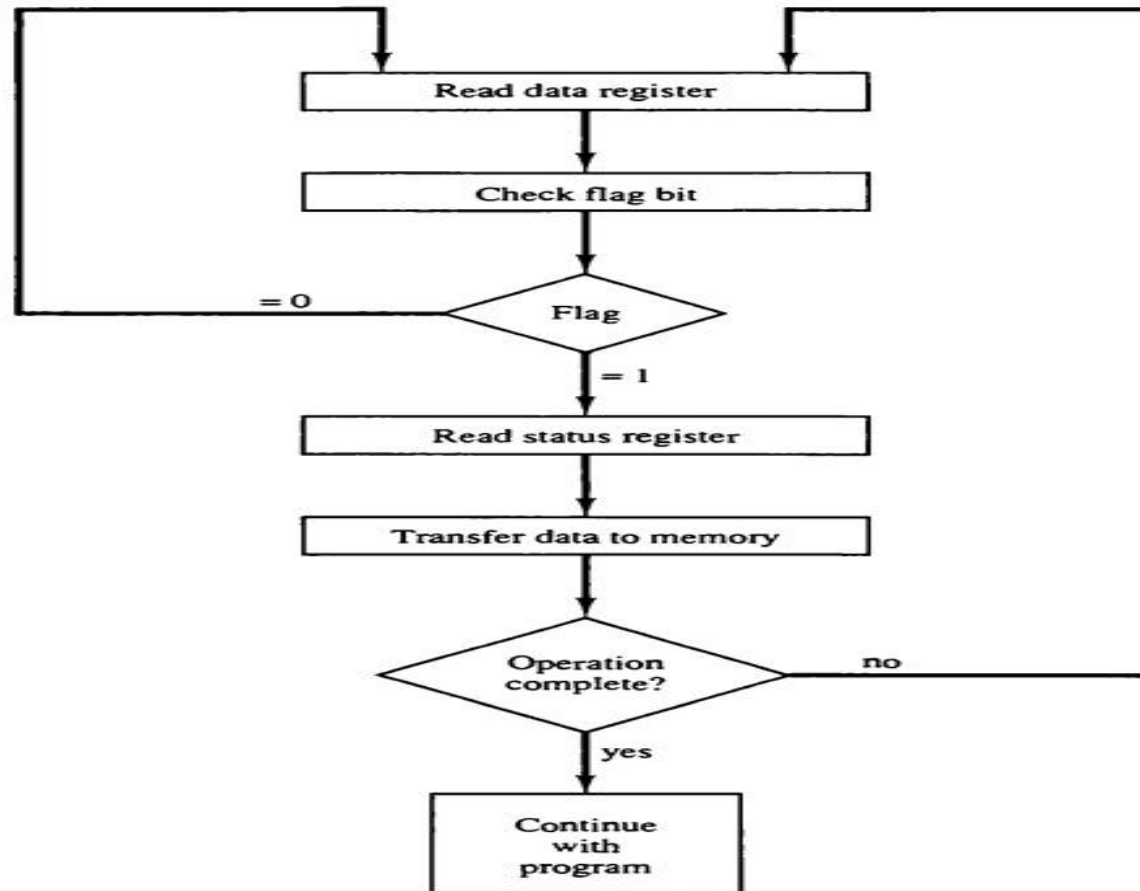 Read data register
Check flag bit
= 0
Flag
= 1
Read status register
Transfer data to memory
Operation
complete?
no
yes
Continue
with
program